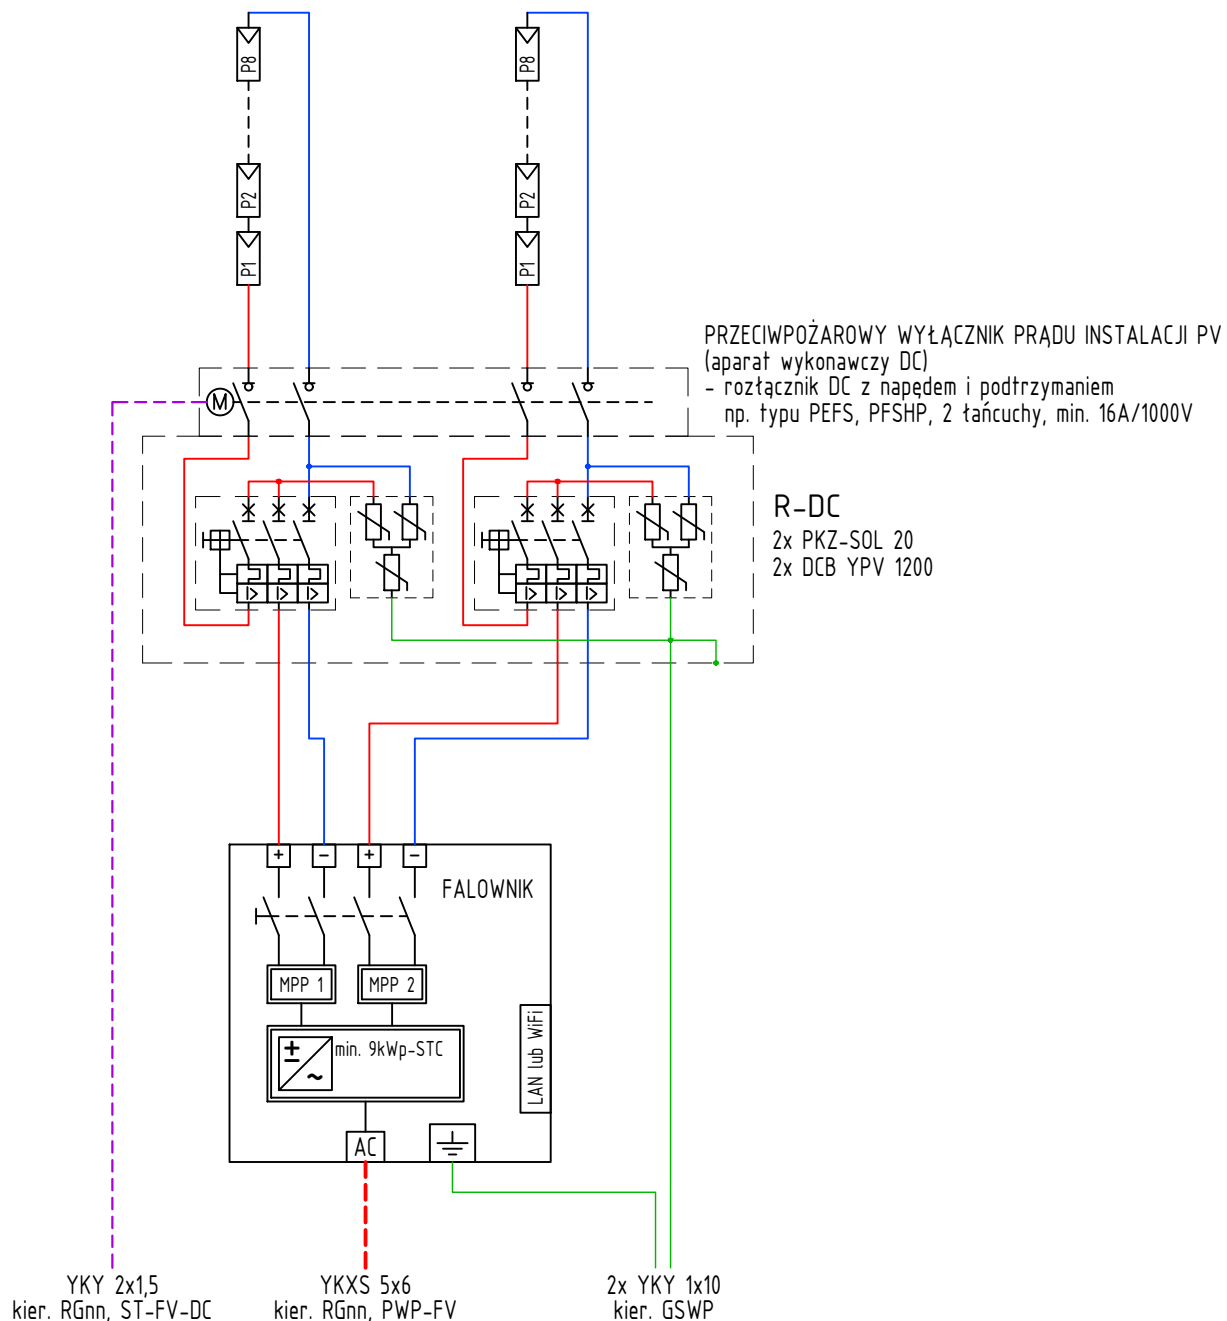 P8
P8
P2
P2
P1
P1
PRZECIWPOŻAROWY WYŁĄCZNIK PRĄDU INSTALACJI PV
(aparat wykonawczy DC)
- rozłącznik DC z napędem i podtrzymaniem
np. typu PEFS, PFSHP, 2 łańcuchy, min. 16A/1000V
M
R-DC
2x PKZ-SOL 20
2x DCB YPV 1200
I> I> I>
I> I> I>
+ - + -
FALOWNIK
MPP 1
MPP 2
min. 9kWp-STC
LAN lub WiFi
AC
YKY 2x1,5
kier. RGnn, ST-FV-DC
YKXS 5x6
kier. RGnn, PWP-FV
2x YKY 1x10
kier. GSWP